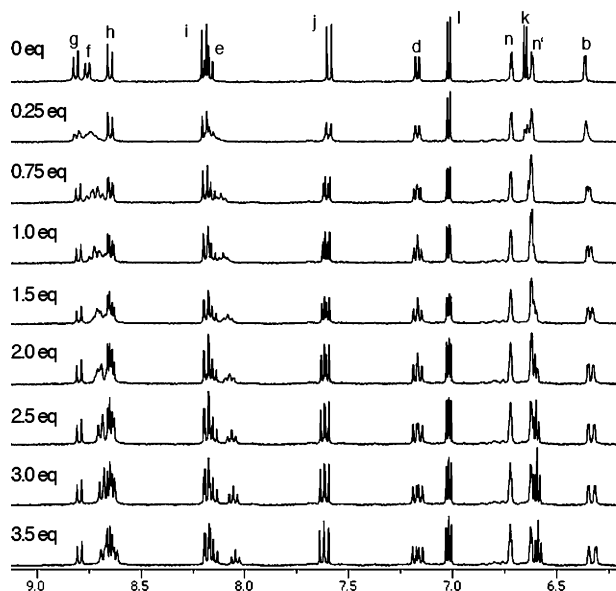 g f h i e j d l n k n' b
0 eq
0.25 eq
0.75 eq
1.0 eq
1.5 eq
2.0 eq
2.5 eq
3.0 eq
3.5 eq
9.0 8.5 8.0 7.5 7.0 6.5